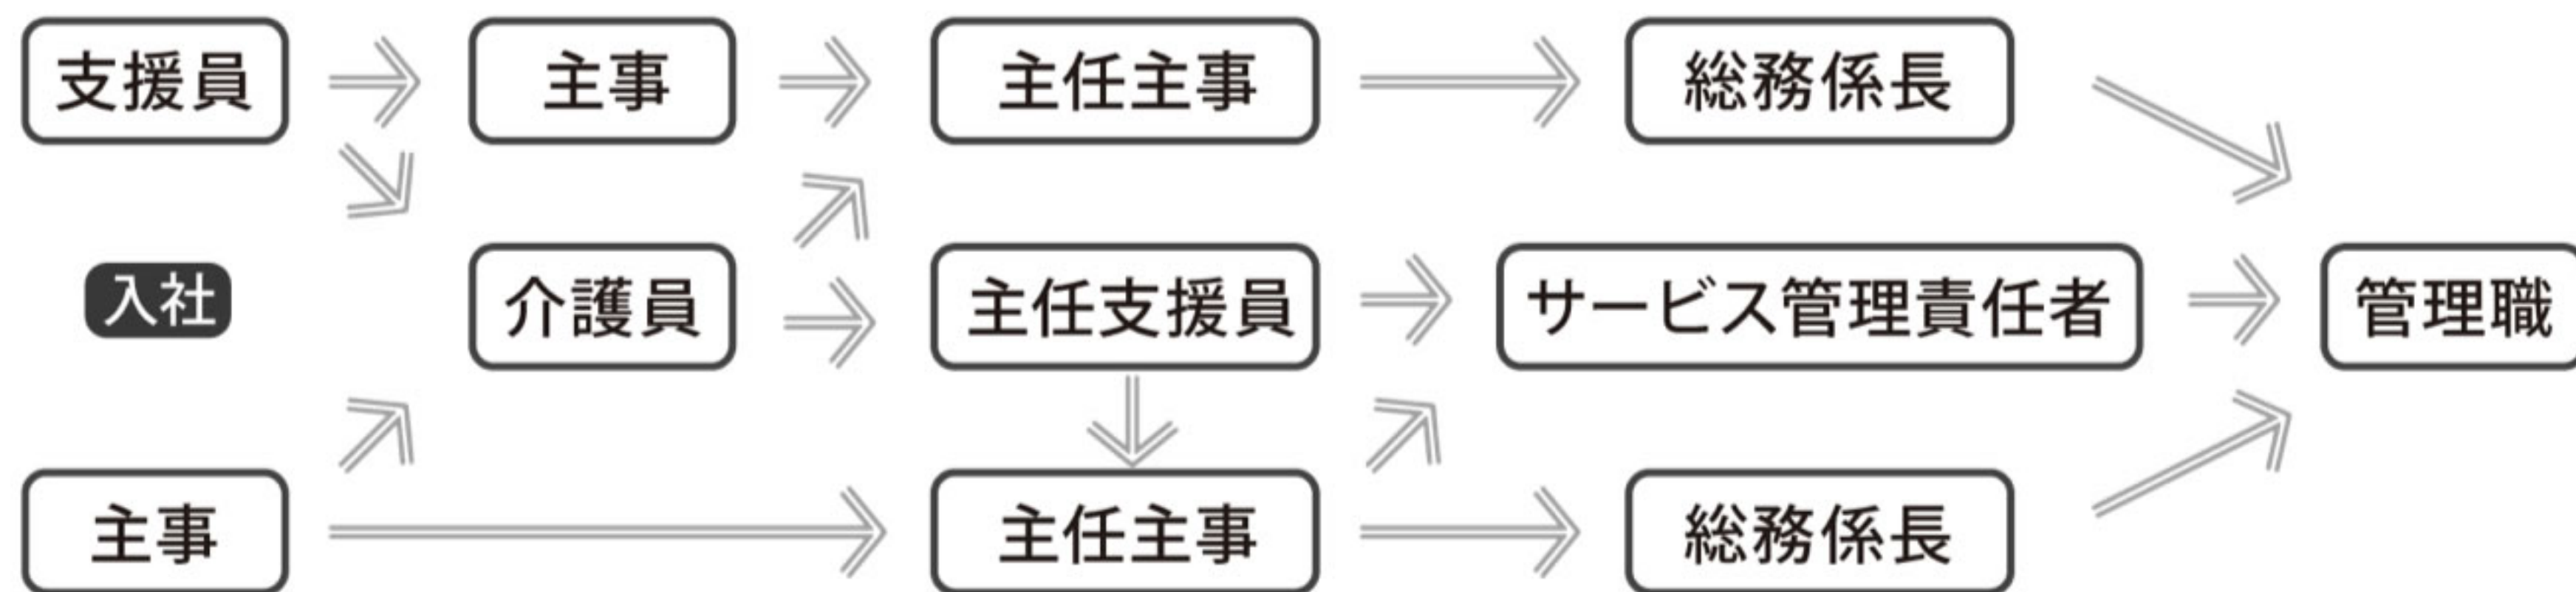 支援員
主事
主任主事
総務係長
入社
介護員
主任支援員
サービス管理責任者
管理職
主事
主任主事
総務係長